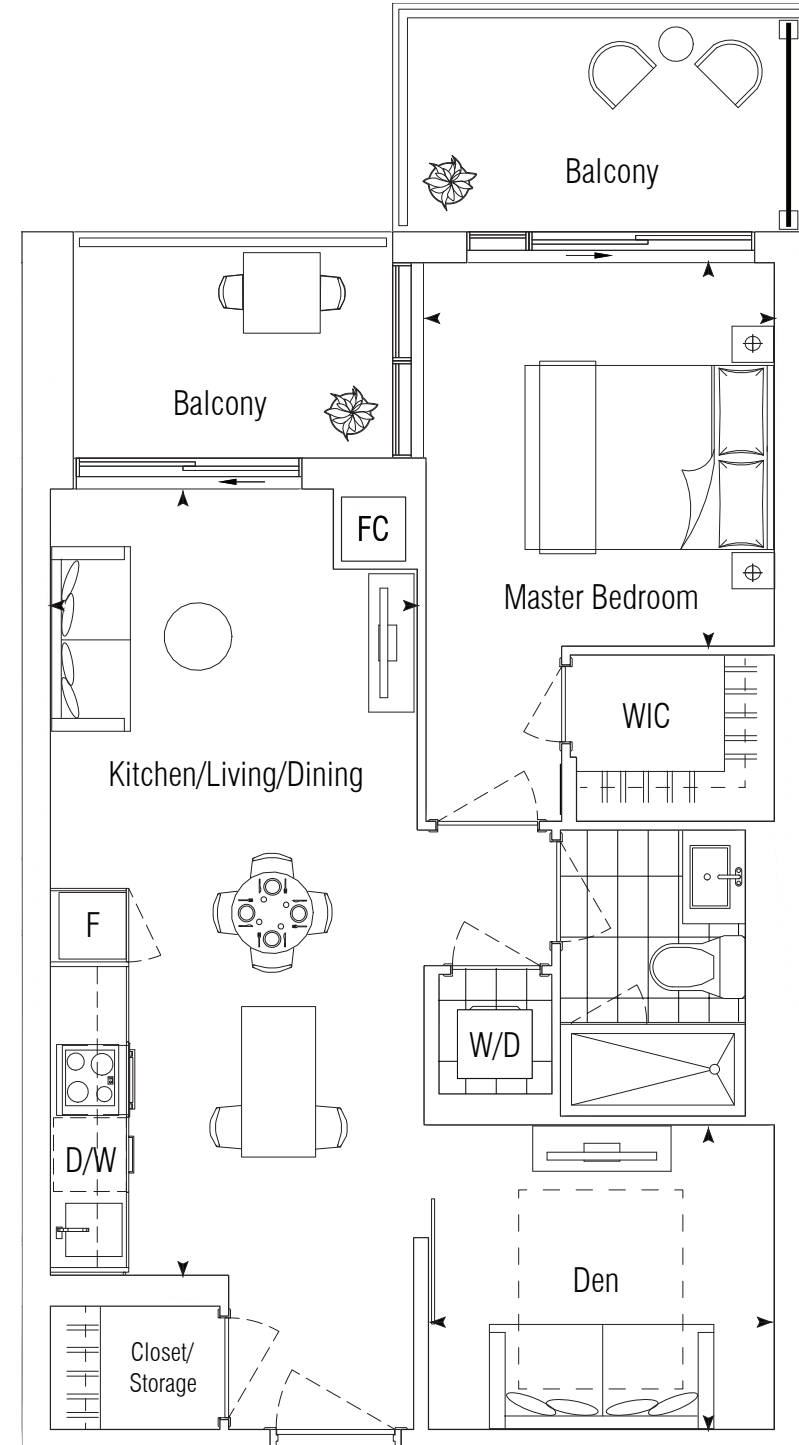 Balcony
Balcony
FC
Master Bedroom
WIC
Kitchen/Living/Dining
F
W/D
D/W
Den
Closet/
Storage